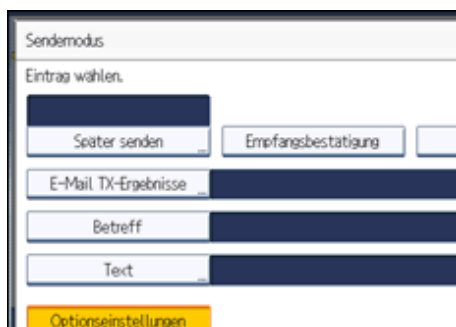 Sendemodus
Eintrag wählen.
Später senden
Empfangsbestätigung
E-Mail TX-Ergebnisse
Betreff
Text
Optionseinstellungen